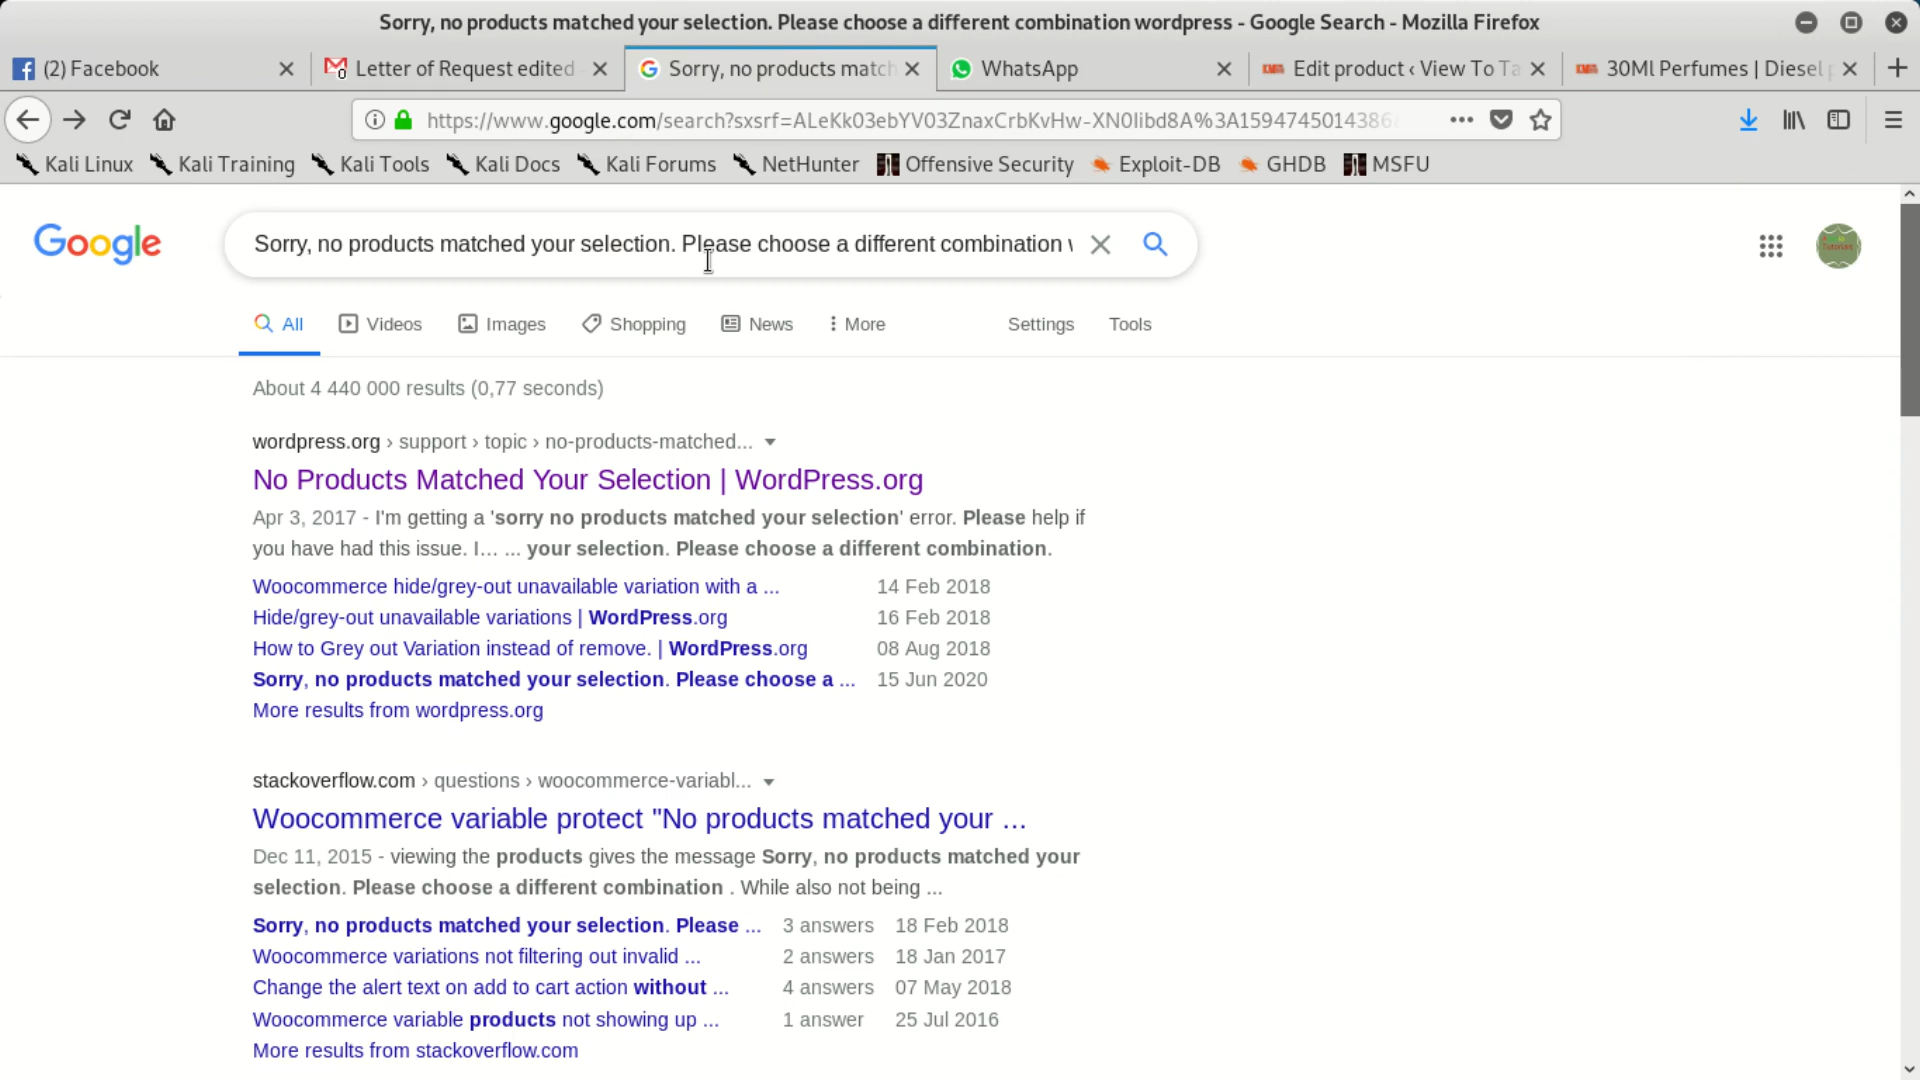 Sorry, no products matched your selection. Please choose a different combination wordpress - Google Search - Mozilla Firefox
(2) Facebook
Letter of Request edited
Sorry, no products match
WhatsApp
Edit product ‹ View To Ta
30Ml Perfumes | Diesel
https://www.google.com/search?sxsrf=ALeKk03ebYV03ZnaxCrbKvHw-XN0Iibd8A%3A1594745014386
Kali Linux
Kali Training
Kali Tools
Kali Docs
Kali Forums
NetHunter
Offensive Security
Exploit-DB
GHDB
MSFU
Google
Sorry, no products matched your selection. Please choose a different combination
All
Videos
Images
Shopping
News
More
Settings
Tools
About 4 440 000 results (0,77 seconds)
wordpress.org › support › topic › no-products-matched...
No Products Matched Your Selection | WordPress.org
Apr 3, 2017 - I'm getting a 'sorry no products matched your selection' error. Please help if
you have had this issue. I… ... your selection. Please choose a different combination.
Woocommerce hide/grey-out unavailable variation with a ... 14 Feb 2018
Hide/grey-out unavailable variations | WordPress.org 16 Feb 2018
How to Grey out Variation instead of remove. | WordPress.org 08 Aug 2018
Sorry, no products matched your selection. Please choose a ... 15 Jun 2020
More results from wordpress.org
stackoverflow.com › questions › woocommerce-variabl...
Woocommerce variable protect "No products matched your ...
Dec 11, 2015 - viewing the products gives the message Sorry, no products matched your
selection. Please choose a different combination . While also not being ...
Sorry, no products matched your selection. Please ... 3 answers 18 Feb 2018
Woocommerce variations not filtering out invalid ... 2 answers 18 Jan 2017
Change the alert text on add to cart action without ... 4 answers 07 May 2018
Woocommerce variable products not showing up ... 1 answer 25 Jul 2016
More results from stackoverflow.com